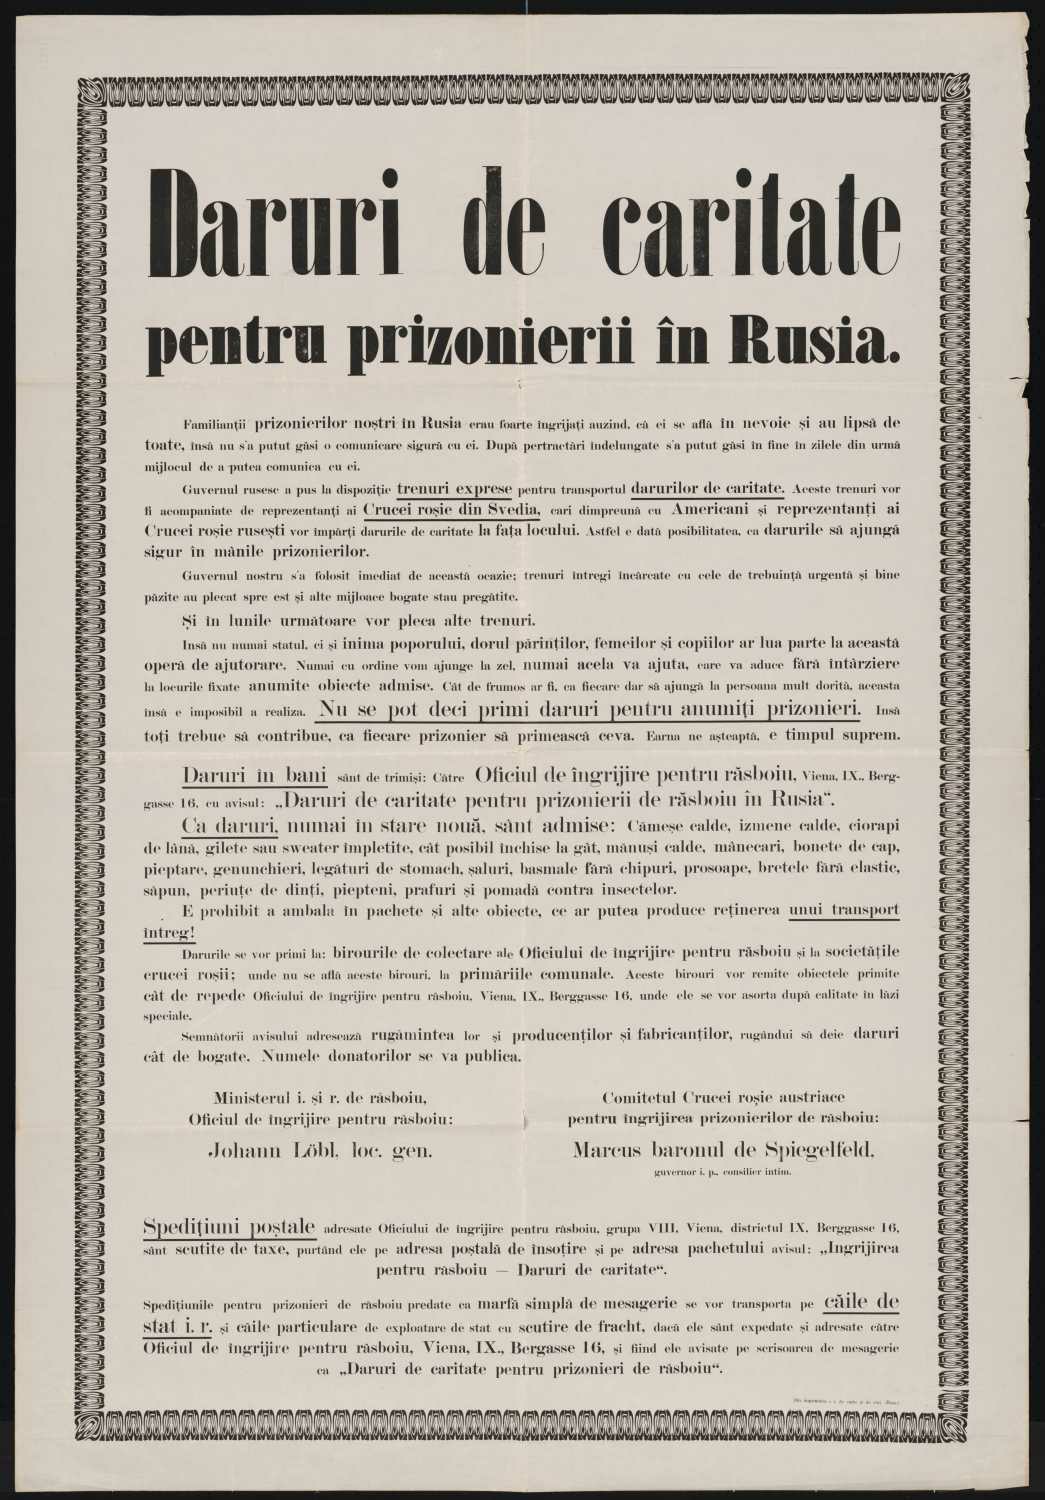 Daruri de caritate
pentru prizonierii în Rusia.
Familianții prizonierilor noștri în Rusia erau foarte îngrijați auzind, că ei se află în nevoie și au lipsă de
toate, însă nu s'a putut găsi o comunicare sigură cu ei. După pertractări îndelungate s'a putut găsi în fine în zilele din urmă
mijlocul de a putea comunica cu ei.
Guvernul rusesc a pus la dispoziție trenuri exprese pentru transportul darurilor de caritate. Aceste trenuri vor
fi acompaniate de reprezentanți ai Crucei roșie din Svedia, cari dimpreună cu Americani și reprezentanți ai
Crucei roșie rusești vor împărți darurile de caritate la fața locului. Astfel e dată posibilitatea, ca darurile să ajungă
sigur în mânile prizonierilor.
Guvernul nostru s'a folosit imediat de această ocazie; trenuri întregi încărcate cu cele de trebuință urgentă și bine
păzite au plecat spre est și alte mijloace bogate stau pregătite.
Și în lunile următoare vor pleca alte trenuri.
Insă nu numai statul, ci și inima poporului, dorul părinților, femeilor și copiilor ar lua parte la această
operă de ajutorare. Numai cu ordine vom ajunge la zel, numai acela va ajuta, care va aduce fără întârziere
la locurile fixate anumite obiecte admise. Cât de frumos ar fi, ca fiecare dar să ajungă la persoana mult dorită, aceasta
însă e imposibil a realiza. Nu se pot deci primi daruri pentru anumiți prizonieri. Insă
toți trebue să contribue, ca fiecare prizonier să primească ceva. Earna ne așteaptă, e timpul suprem.
Daruri în bani sânt de trimiși: Către Oficiul de îngrijire pentru răsboiu, Viena, IX., Berg-
gasse 16, cu avisul: „Daruri de caritate pentru prizonierii de răsboiu în Rusia“.
Ca daruri, numai în stare nouă, sânt admise: Cămeșe calde, izmene calde, ciorapi
de lână, gilete sau sweater împletite, cât posibil închise la găt, mănuși calde, mânecari, bonete de cap,
pieptare, genunchieri, legături de stomach, șaluri, basmale fără chipuri, prosoape, bretele fără elastic,
săpun, periuțe de dinți, piepteni, prafuri și pomadă contra insectelor.
E prohibit a ambala în pachete și alte obiecte, ce ar putea produce reținerea unui transport
întreg!
Darurile se vor primi la: birourile de colectare ale Oficiului de îngrijire pentru răsboiu și la societățile
crucei roșii; unde nu se află aceste birouri, la primăriile comunale. Aceste birouri vor remite obiectele primite
cât de repede Oficiului de îngrijire pentru răsboiu, Viena, IX., Berggasse 16, unde ele se vor asorta după calitate în lăzi
speciale.
Semnătorii avisului adresează rugămintea lor și producenților și fabricanților, rugândui să deie daruri
cât de bogate. Numele donatorilor se va publica.
Ministerul i. și r. de răsboiu,
Oficiul de îngrijire pentru răsboiu:
Johann Löbl, loc. gen.
Comitetul Crucei roșie austriace
pentru îngrijirea prizonierilor de răsboiu:
Marcus baronul de Spiegelfeld,
guvernor i. p., consilier intim.
Spedițiuni poștale adresate Oficiului de îngrijire pentru răsboiu, grupa VIII, Viena, districtul IX, Berggasse 16,
sânt scutite de taxe, purtând ele pe adresa poștală de însoțire și pe adresa pachetului avisul: „Ingrijirea
pentru răsboiu — Daruri de caritate“.
Spedițiunile pentru prizonieri de răsboiu predate ca marfă simplă de mesagerie se vor transporta pe căile de
stat i. r. și căile particulare de exploatare de stat cu scutire de fracht, dacă ele sânt expedate și adresate către
Oficiul de îngrijire pentru răsboiu, Viena, IX., Bergasse 16, și fiind ele avisate pe scrisoarea de mesagerie
ca „Daruri de caritate pentru prizonieri de răsboiu“.